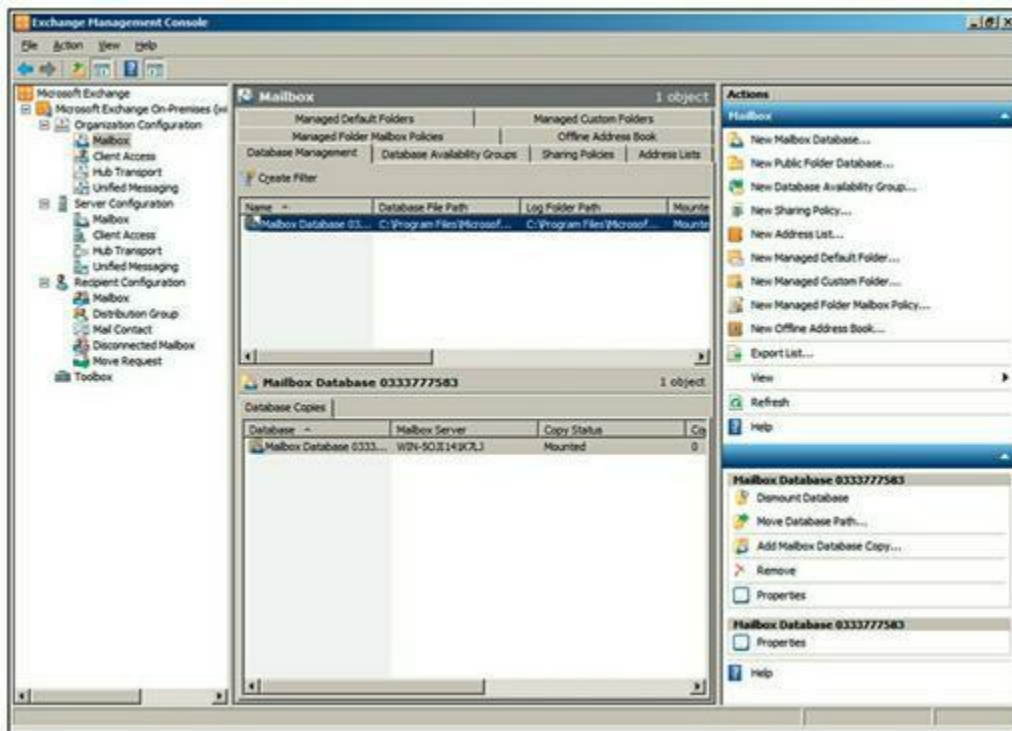 Exchange Management Console
File Action View Help
Microsoft Exchange
Microsoft Exchange On-Premises (wi
Organization Configuration
Mailbox
Client Access
Hub Transport
Unified Messaging
Server Configuration
Mailbox
Client Access
Hub Transport
Unified Messaging
Recipient Configuration
Mailbox
Distribution Group
Mail Contact
Disconnected Mailbox
Move Request
Toolbox
Mailbox 1 object
Managed Default Folders Managed Custom Folders
Managed Folder Mailbox Policies Offline Address Book
Database Management Database Availability Groups Sharing Policies Address Lists
Create Filter
Name Database File Path Log Folder Path Mounte
Mailbox Database 03... C:\Program Files\Microsof... C:\Program Files\Microsof... Mounte
Mailbox Database 0333777583 1 object
Database Copies
Database Mailbox Server Copy Status Co
Mailbox Database 0333... Mounted 0
Actions
Mailbox
New Mailbox Database...
New Public Folder Database...
New Database Availability Group...
New Sharing Policy...
New Address List...
New Managed Default Folder...
New Managed Custom Folder...
New Managed Folder Mailbox Policy...
New Offline Address Book...
Export List...
View
Refresh
Help
Mailbox Database 0333777583
Dismount Database
Move Database Path...
Add Mailbox Database Copy...
Remove
Properties
Mailbox Database 0333777583
Properties
Help